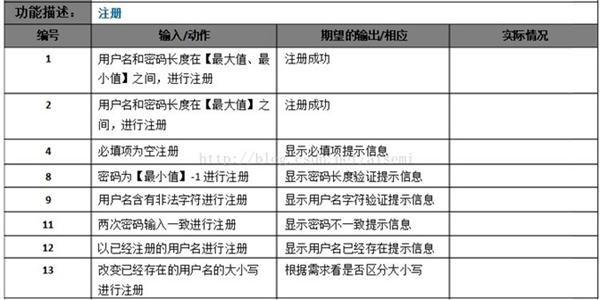 功能描述： 注册
编号 输入/动作 期望的输出/相应 实际情况
1 用户名和密码长度在【最大值、最小值】之间，进行注册 注册成功
2 用户名和密码长度在【最大值】之间，进行注册 注册成功
4 必填项为空注册 显示必填项提示信息
8 密码为【最小值】-1进行注册 显示密码长度验证提示信息
9 用户名含有非法字符进行注册 显示用户名字符验证提示信息
11 两次密码输入一致进行注册 显示密码不一致提示信息
12 以已经注册的用户名进行注册 显示用户名已经存在提示信息
13 改变已经存在的用户名的大小写进行注册 根据需求看是否区分大小写